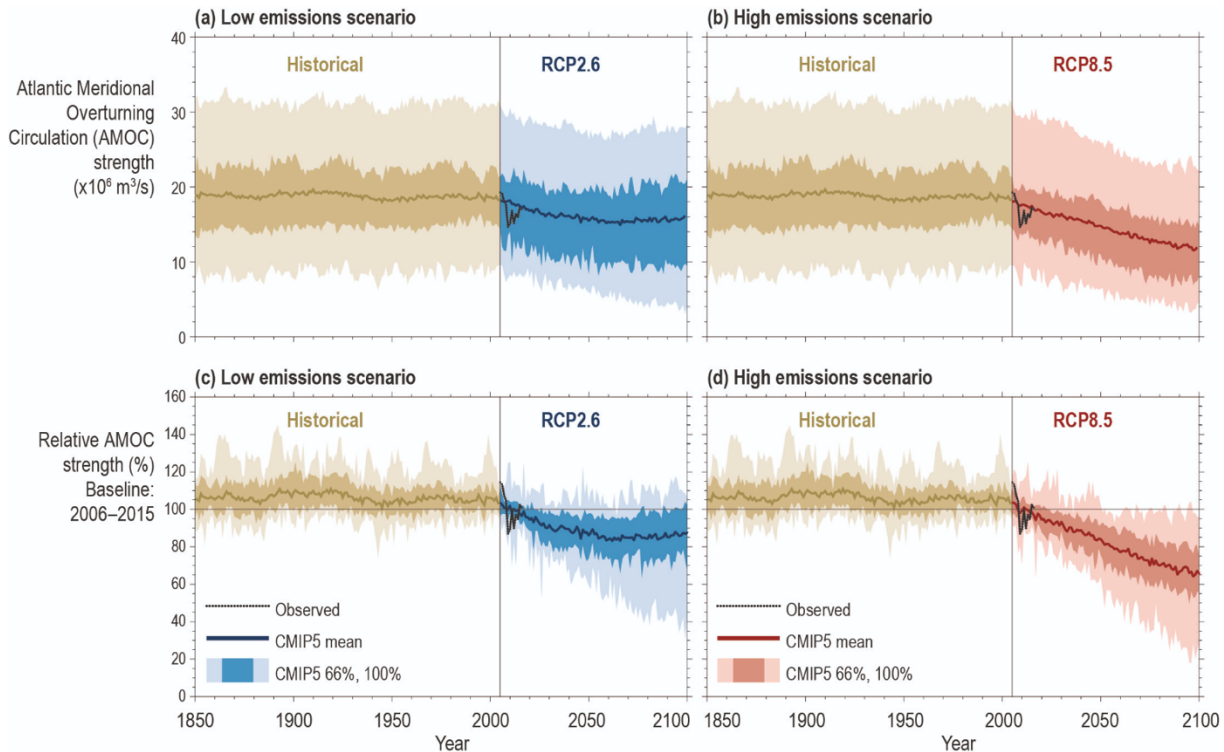 (a) Low emissions scenario
(b) High emissions scenario
Atlantic Meridional
Overturning
Circulation (AMOC)
strength
(x10⁶ m³/s)
40
30
20
10
0
Historical
RCP2.6
Historical
RCP8.5
(c) Low emissions scenario
(d) High emissions scenario
Relative AMOC
strength (%)
Baseline:
2006–2015
160
140
120
100
80
60
40
20
0
Historical
RCP2.6
Historical
RCP8.5
Observed
CMIP5 mean
CMIP5 66%, 100%
Observed
CMIP5 mean
CMIP5 66%, 100%
1850 1900 1950 2000 2050 2100
1850 1900 1950 2000 2050 2100
Year
Year